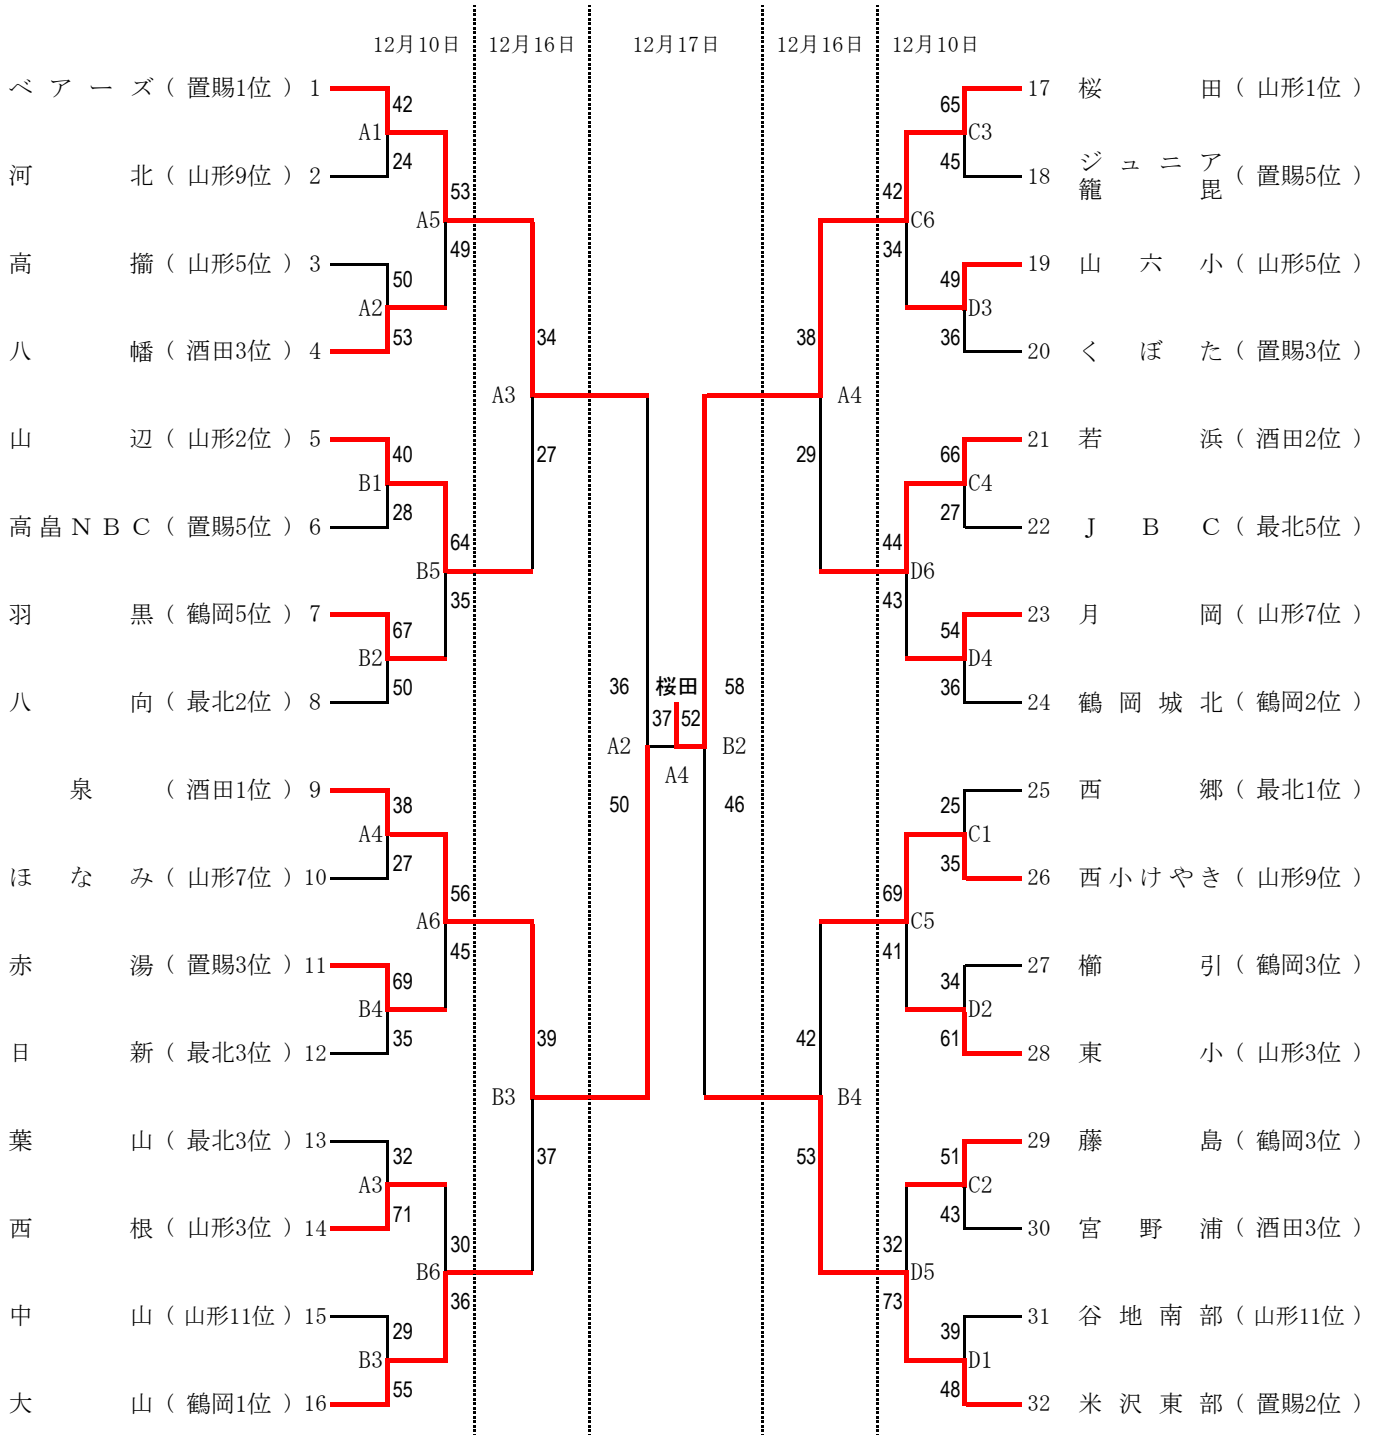 12月10日 12月16日 12月17日 12月16日 12月10日
ベアーズ（置賜1位）1
42
A1
24
河北（山形9位）2
53
A5
49
高擶（山形5位）3
50
A2
53
八幡（酒田3位）4
34
A3
27
山辺（山形2位）5
40
B1
28
高畠ＮＢＣ（置賜5位）6
64
B5
35
羽黒（鶴岡5位）7
67
B2
50
八向（最北2位）8
36 桜田 58
37 52
A2 B2
A4
50 46
泉（酒田1位）9
38
A4
27
ほなみ（山形7位）10
56
A6
45
赤湯（置賜3位）11
69
B4
35
日新（最北3位）12
39
B3
37
葉山（最北3位）13
32
A3
71
西根（山形3位）14
30
B6
36
中山（山形11位）15
29
B3
55
大山（鶴岡1位）16
17 桜田（山形1位）
65
C3
45
18 ジュニア籠毘（置賜5位）
42
C6
34
19 山六小（山形5位）
49
D3
36
20 くぼた（置賜3位）
38
A4
29
21 若浜（酒田2位）
66
C4
27
22 ＪＢＣ（最北5位）
44
D6
43
23 月岡（山形7位）
54
D4
36
24 鶴岡城北（鶴岡2位）
25 西郷（最北1位）
25
C1
35
26 西小けやき（山形9位）
69
C5
41
27 櫛引（鶴岡3位）
34
D2
61
28 東小（山形3位）
42
B4
53
29 藤島（鶴岡3位）
51
C2
43
30 宮野浦（酒田3位）
32
D5
73
31 谷地南部（山形11位）
39
D1
48
32 米沢東部（置賜2位）